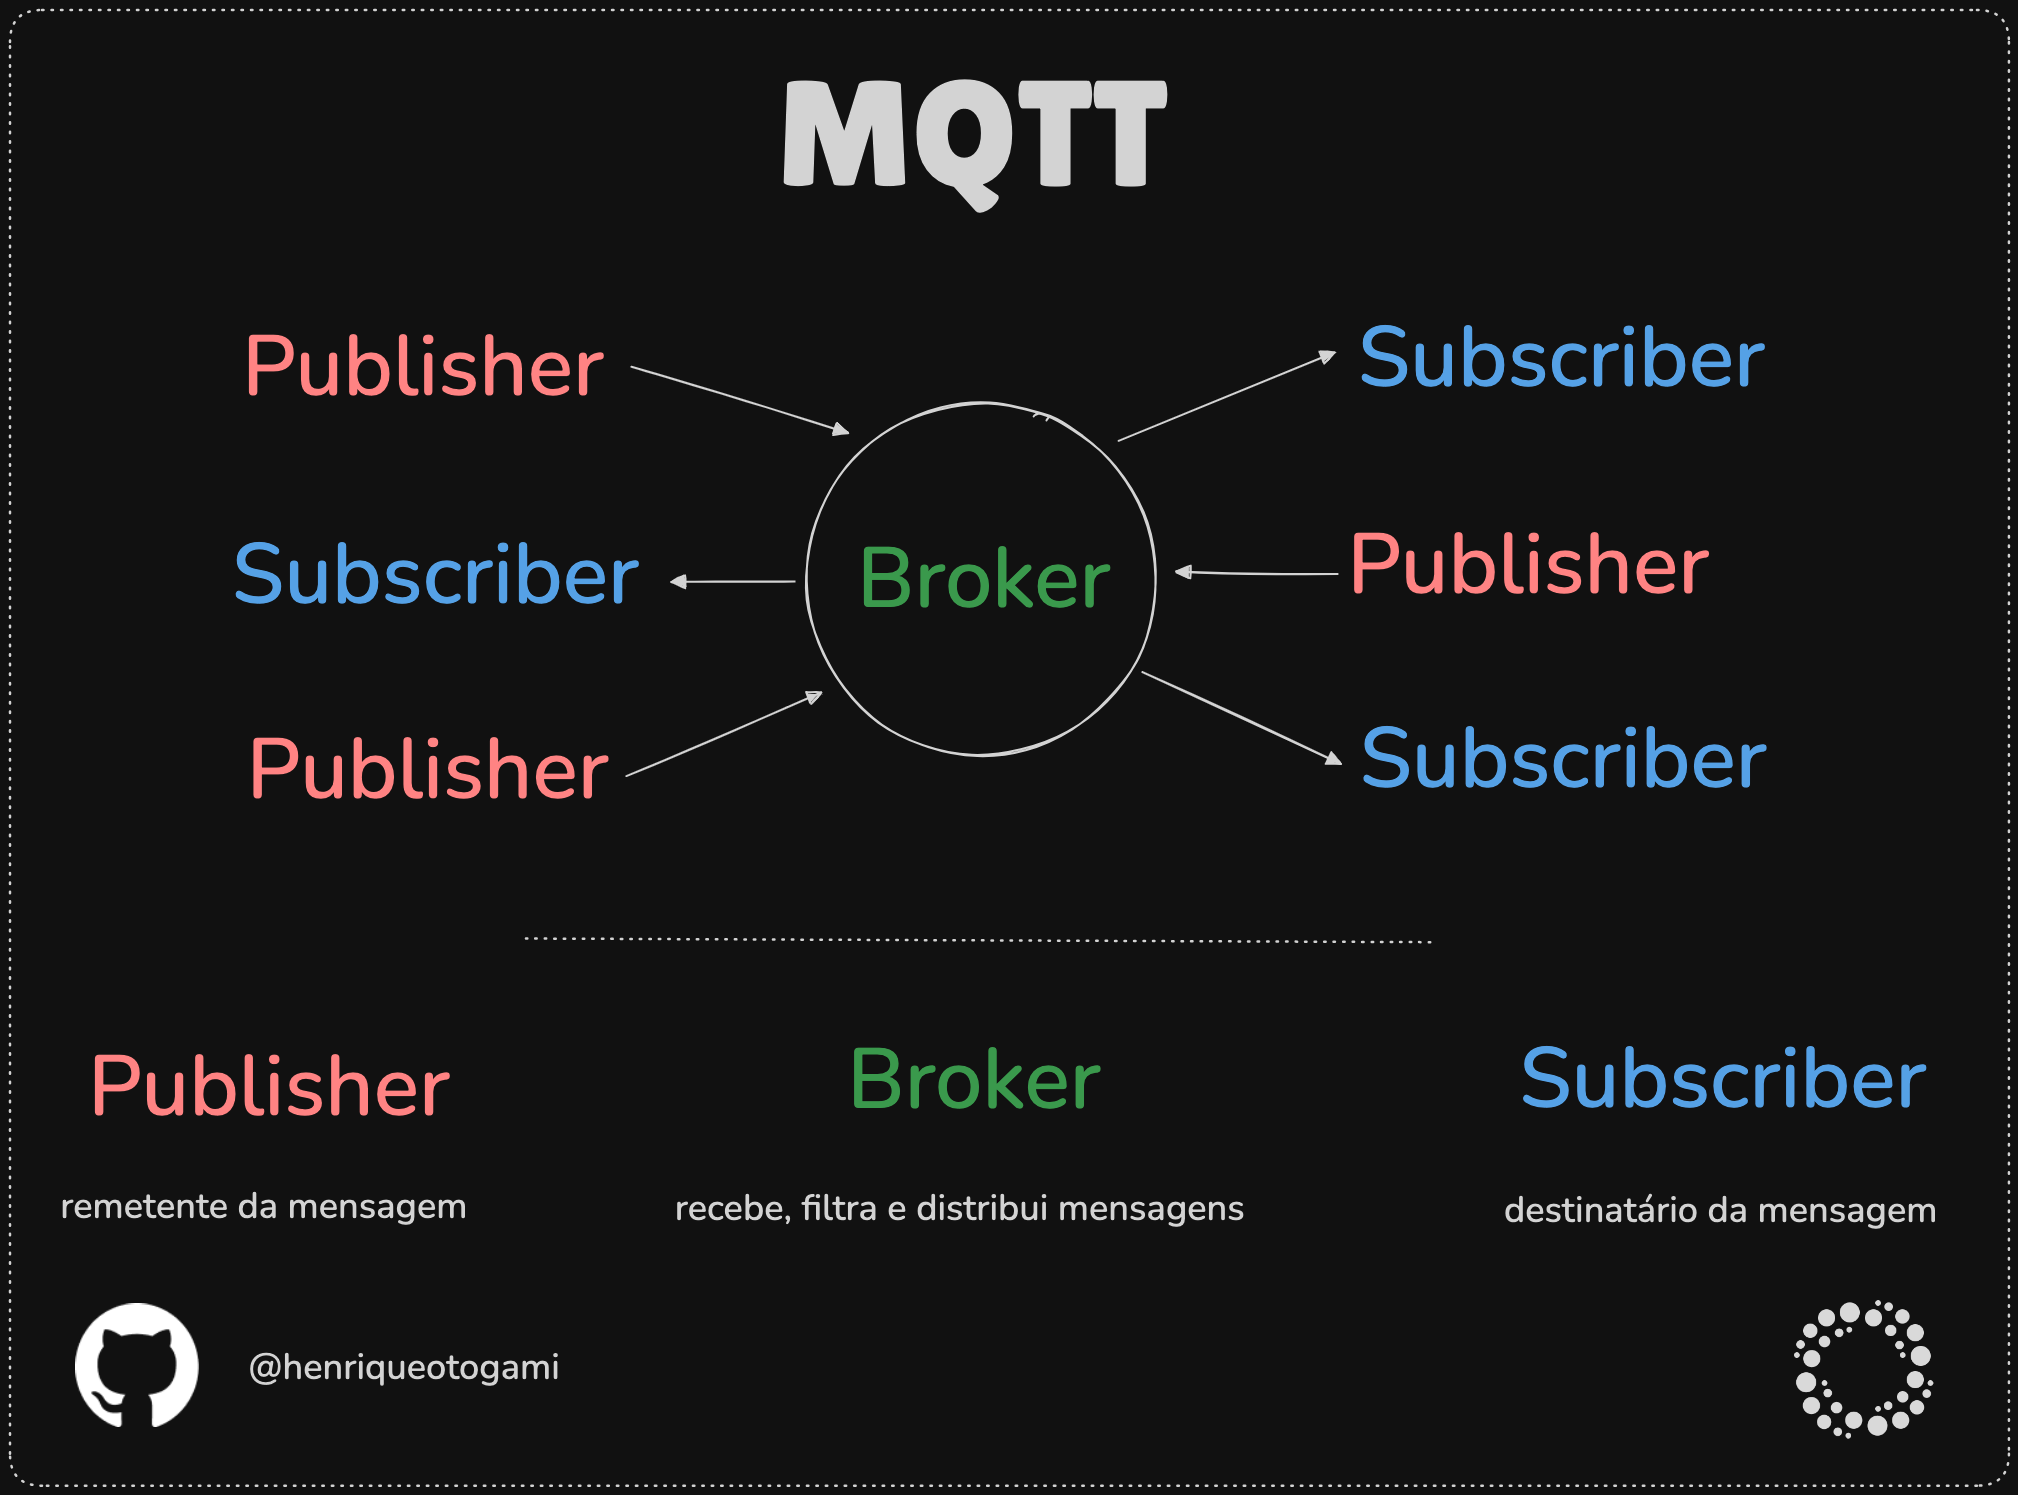 MQTT
Publisher
Subscriber
Subscriber
Broker
Publisher
Publisher
Subscriber
Publisher
Broker
Subscriber
remetente da mensagem
recebe, filtra e distribui mensagens
destinatário da mensagem
@henriqueotogami